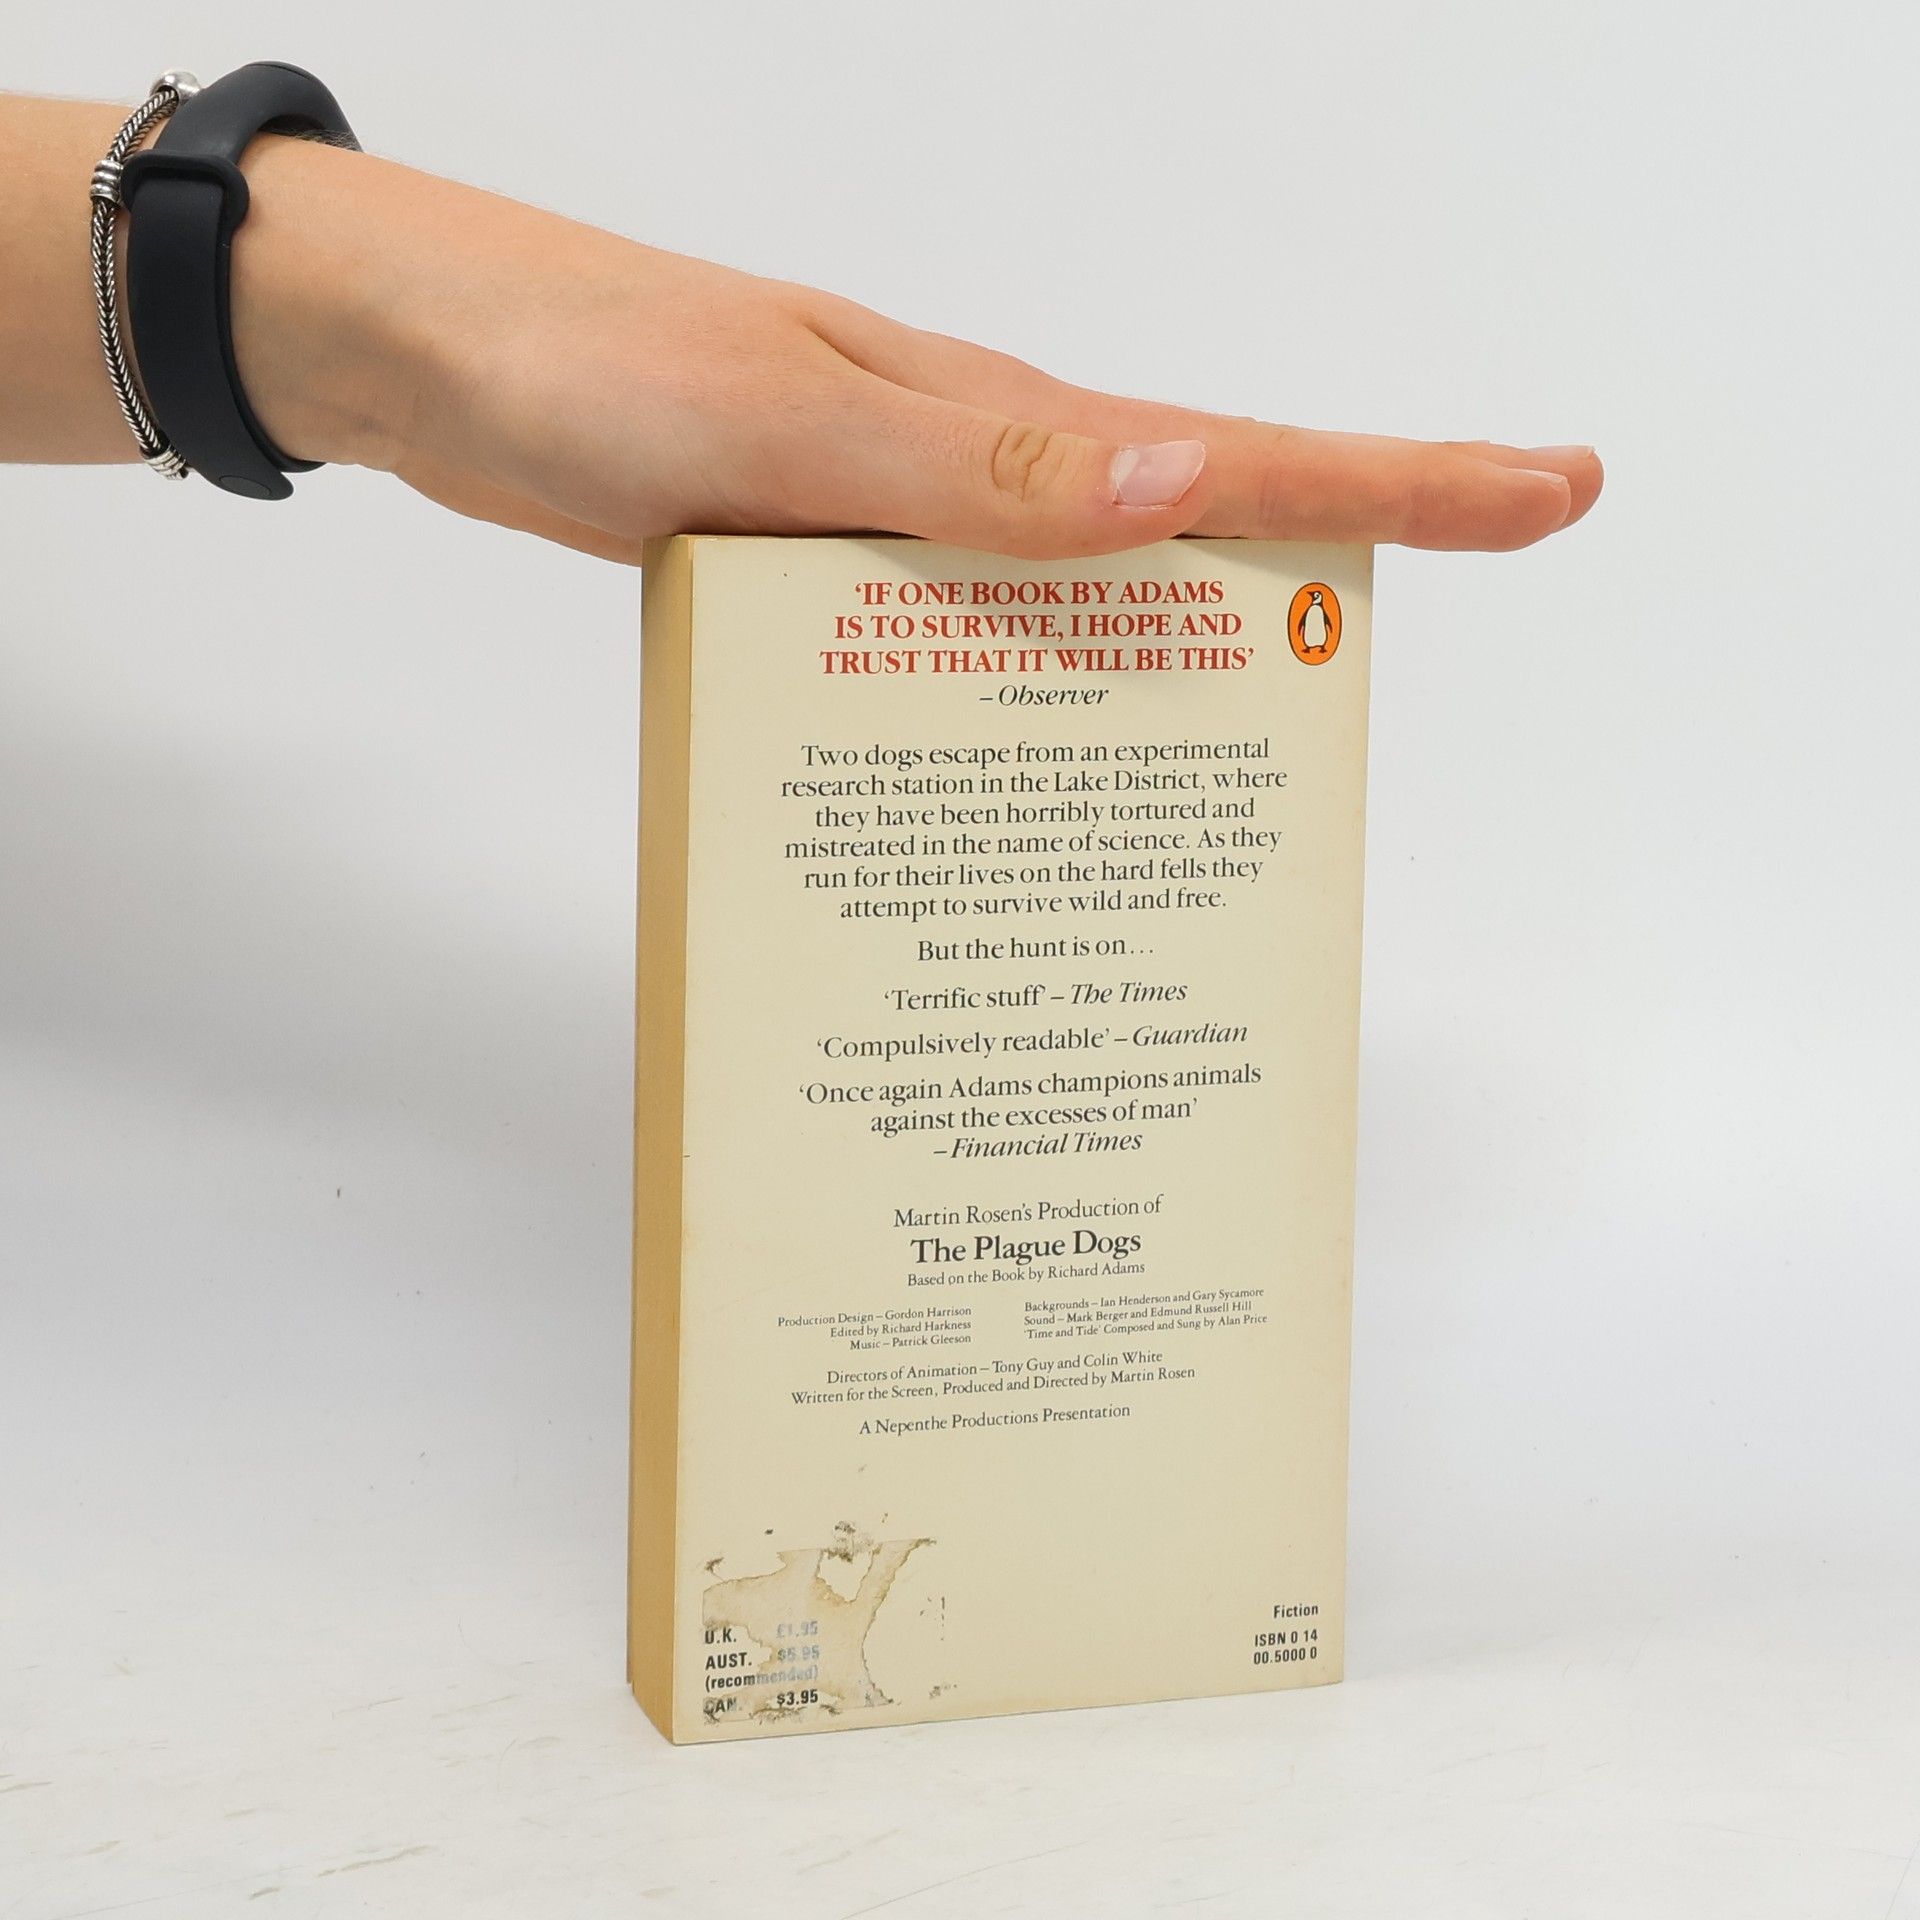 ‘IF ONE BOOK BY ADAMS
IS TO SURVIVE, I HOPE AND
TRUST THAT IT WILL BE THIS’
– Observer
Two dogs escape from an experimental
research station in the Lake District, where
they have been horribly tortured and
mistreated in the name of science. As they
run for their lives on the hard fells they
attempt to survive wild and free.
But the hunt is on…
‘Terrific stuff’ – The Times
‘Compulsively readable’ – Guardian
‘Once again Adams champions animals
against the excesses of man’
– Financial Times
Martin Rosen's Production of
The Plague Dogs
Based on the Book by Richard Adams
Production Design – Gordon Harrison
Edited by Richard Harkness
Music – Patrick Gleeson
Backgrounds – Ian Henderson and Gary Sycamore
Sound – Mark Berger and Edmund Russell Hill
‘Time and Tide’ Composed and Sung by Alan Price
Directors of Animation – Tony Guy and Colin White
Written for the Screen, Produced and Directed by Martin Rosen
A Nepenthe Productions Presentation
U.K. £1.95
AUST. $5.95
(recommended)
CAN. $3.95
Fiction
ISBN 0 14
00.5000 0